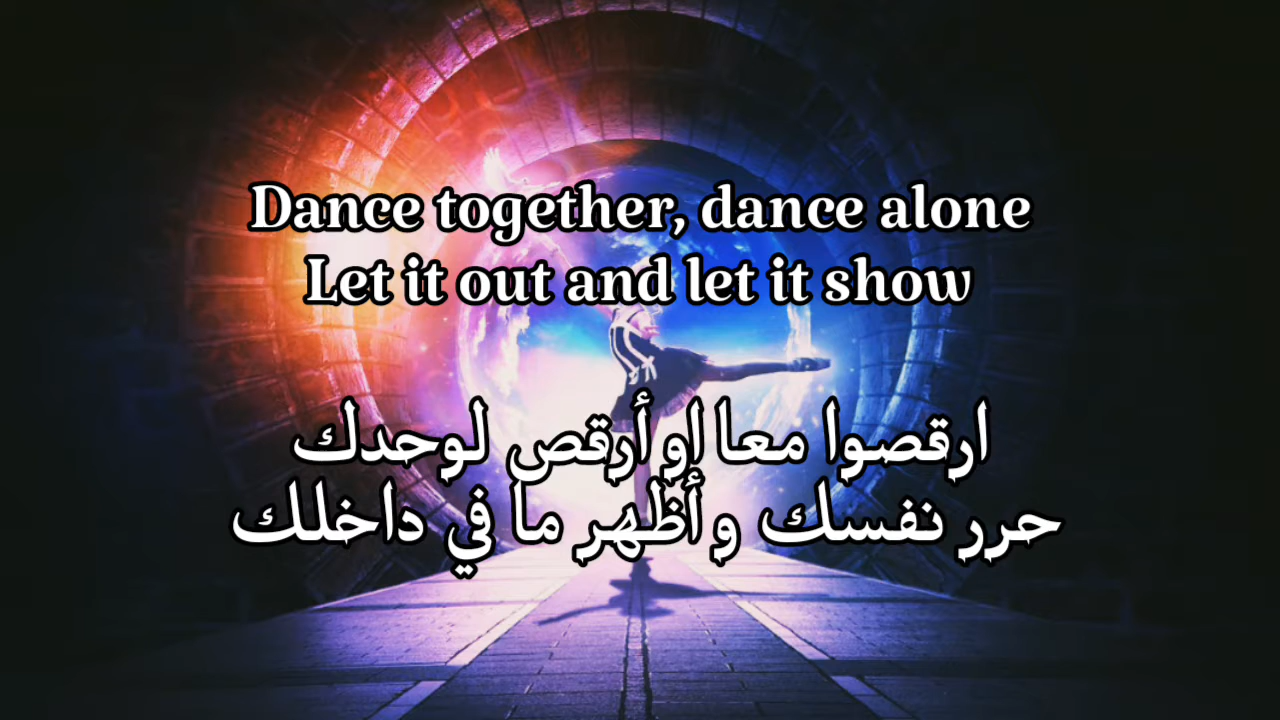 Dance together, dance alone
Let it out and let it show
ارقصوا معا او أرقص لوحدك
حرر نفسك و أظهر ما في داخلك